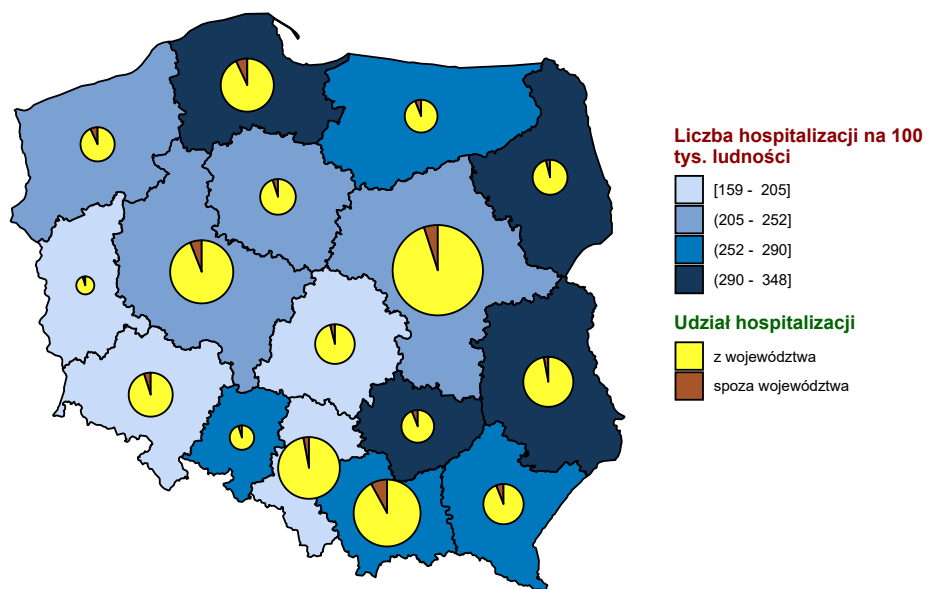 Liczba hospitalizacji na 100
tys. ludności
[159 - 205]
(205 - 252]
(252 - 290]
(290 - 348]
Udział hospitalizacji
z województwa
spoza województwa